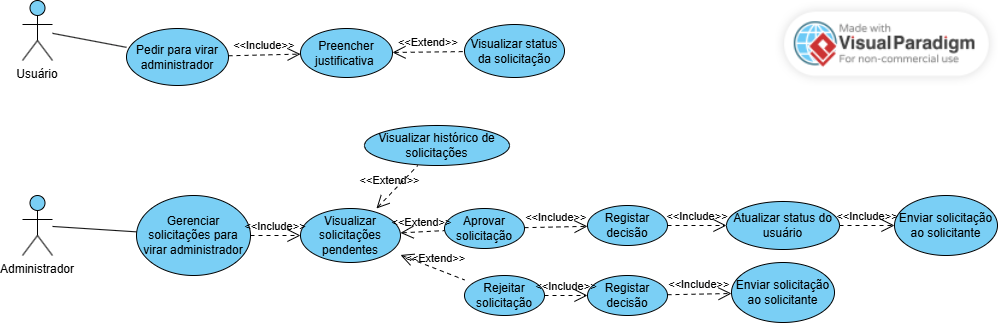 Usuário
Pedir para virar
administrador
<<Include>>
Preencher
justificativa
<<Extend>>
Visualizar status
da solicitação
Made with
VisualParadigm
For non-commercial use
Visualizar histórico de
solicitações
<<Extend>>
Administrador
Gerenciar
solicitações para
virar administrador
<<Include>>
Visualizar
solicitações
pendentes
<<Extend>>
Aprovar
solicitação
<<Include>>
Registar
decisão
<<Include>>
Atualizar status do
usuário
<<Include>>
Enviar solicitação
ao solicitante
<<Extend>>
Rejeitar
solicitação
<<Include>>
Registar
decisão
<<Include>>
Enviar solicitação
ao solicitante